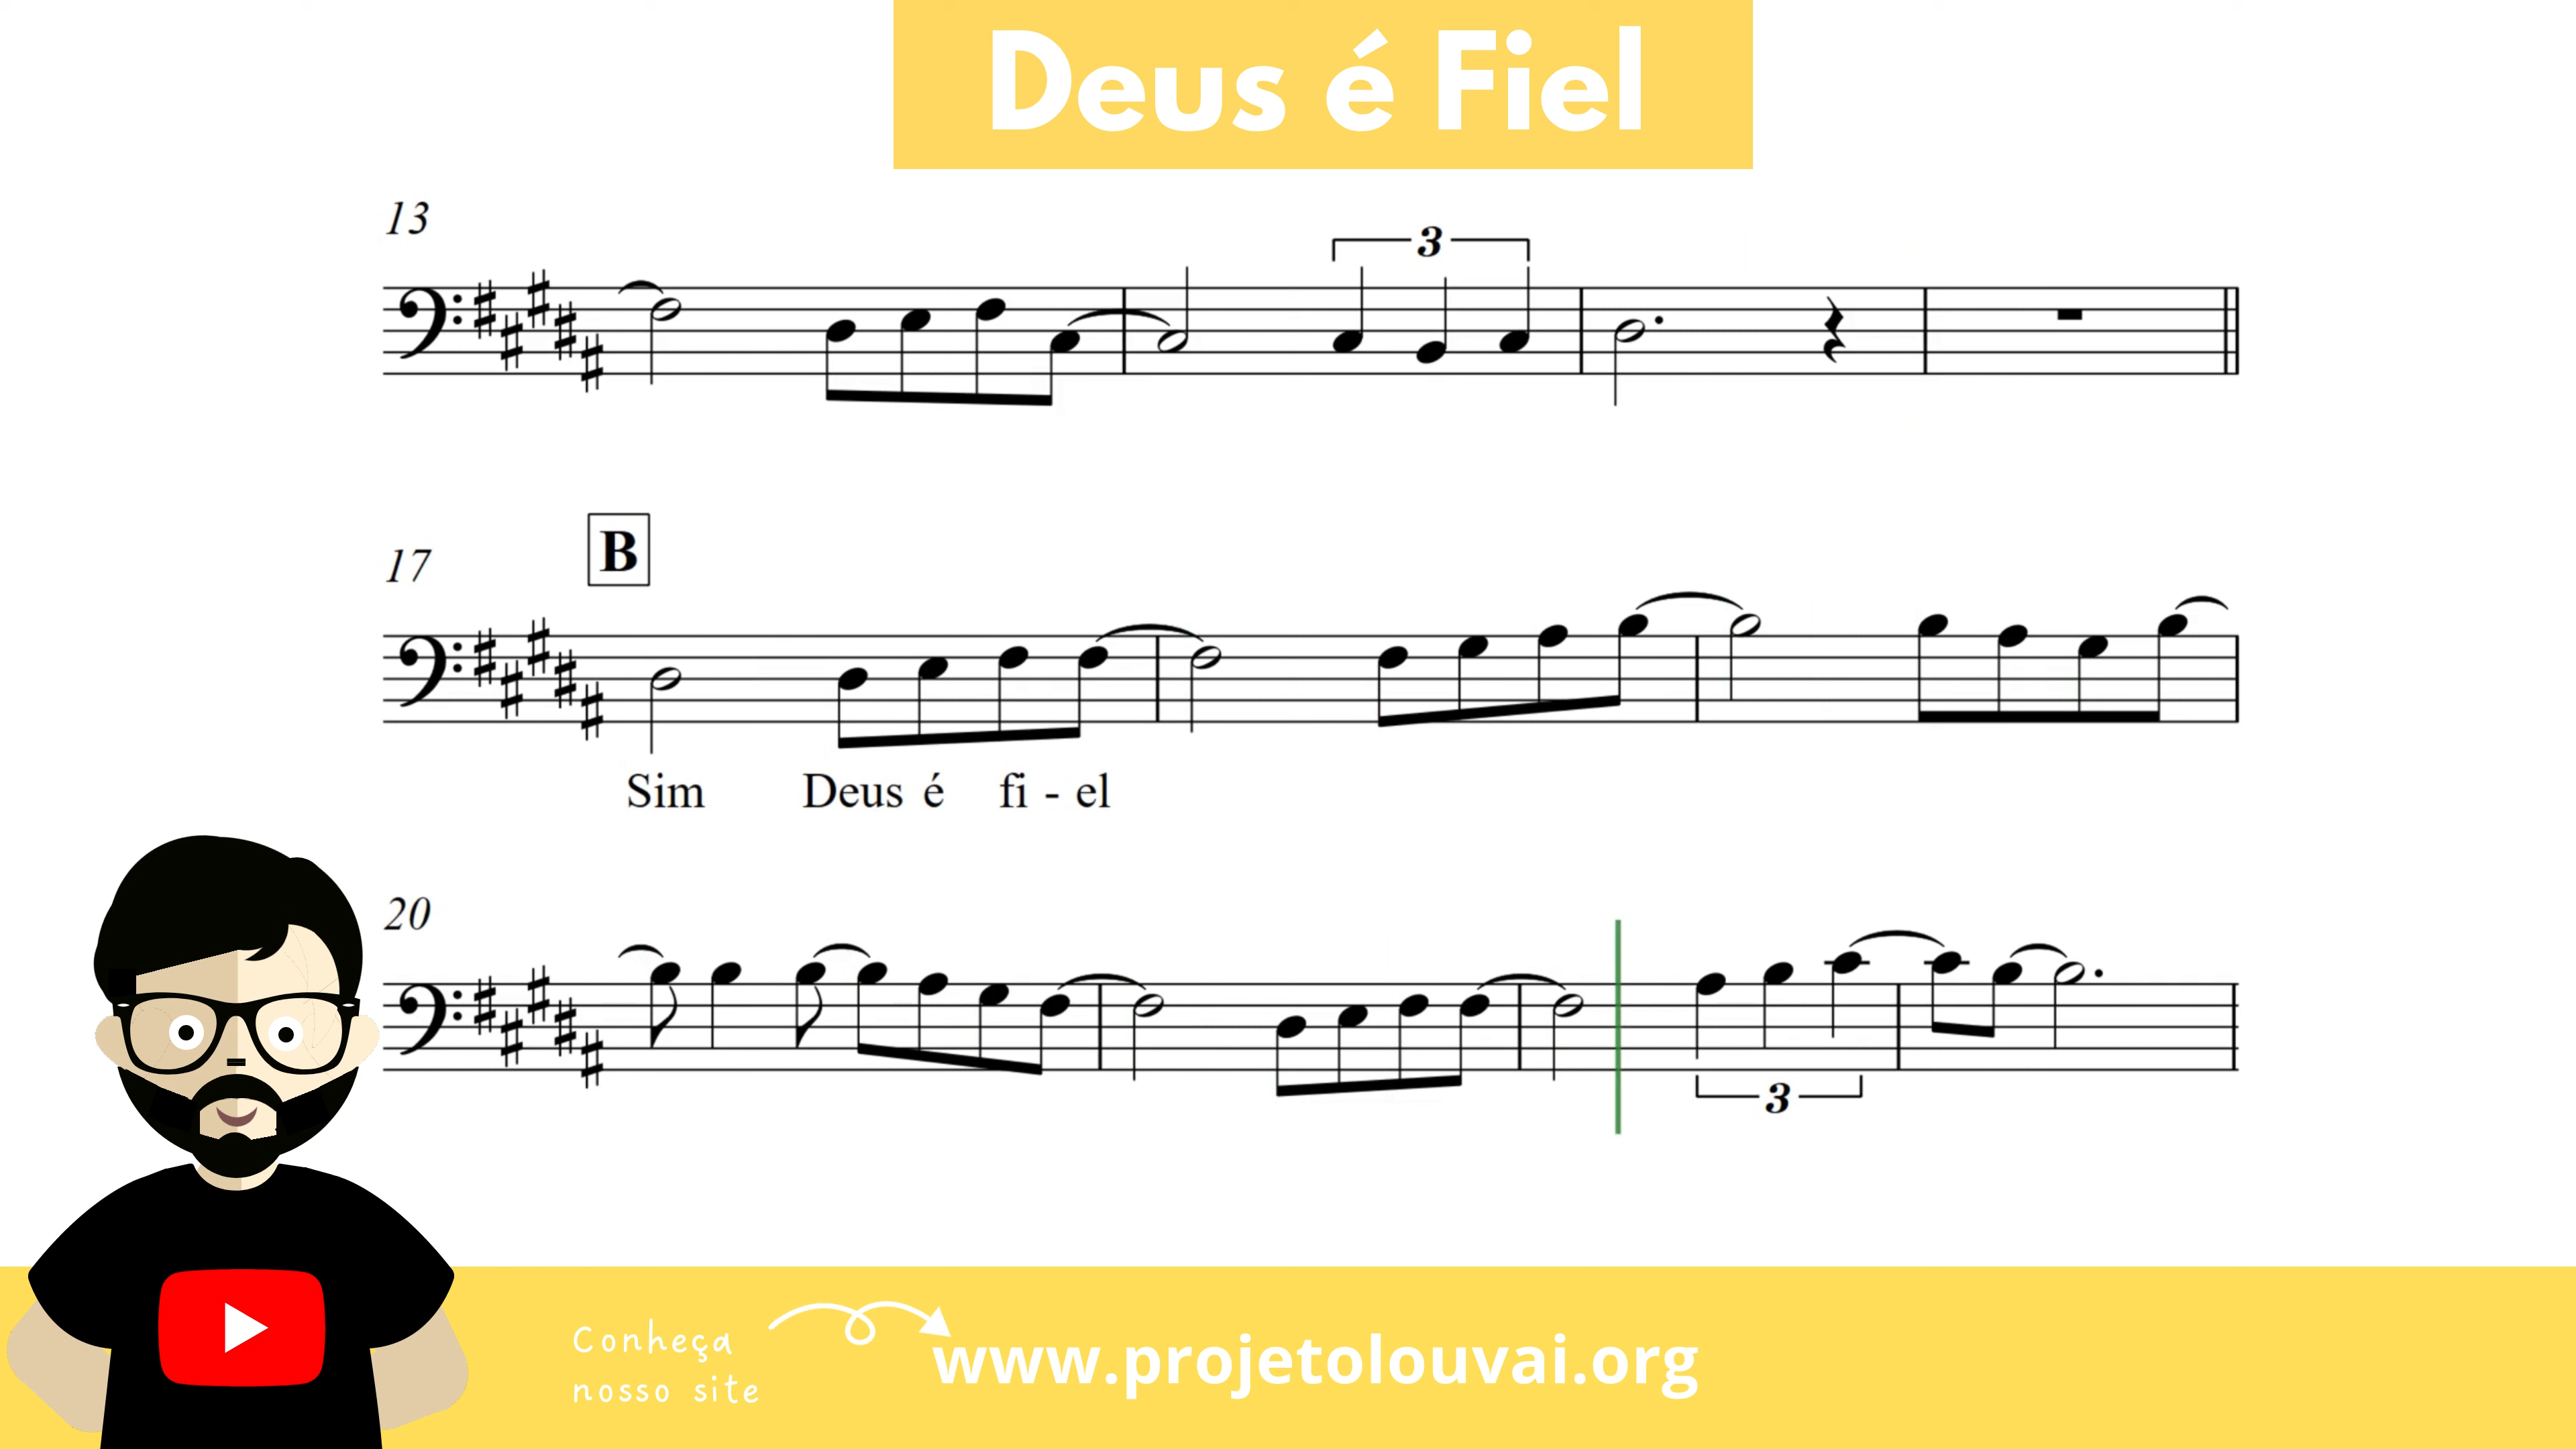 Deus é Fiel
13
3
17
B
Sim Deus é fi - el
20
3
Conheça
nosso site
www.projetolouvai.org